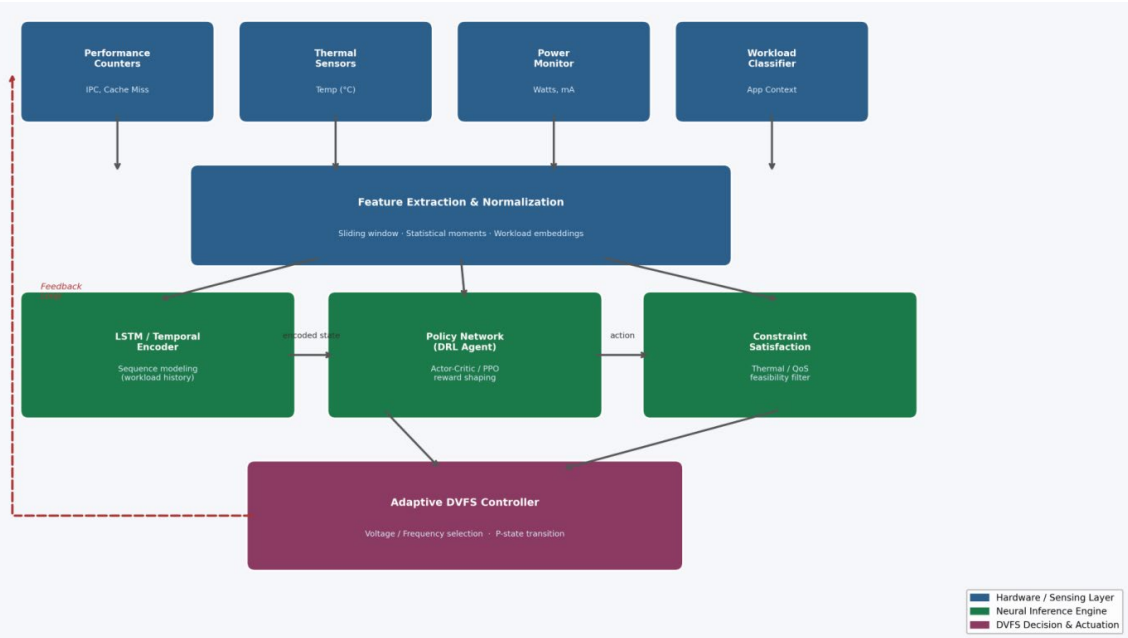 Performance
Counters
IPC, Cache Miss
Thermal
Sensors
Temp (°C)
Power
Monitor
Watts, mA
Workload
Classifier
App Context
Feature Extraction & Normalization
Sliding window · Statistical moments · Workload embeddings
Feedback
LSTM / Temporal
Encoder
Sequence modeling
(workload history)
encoded state
Policy Network
(DRL Agent)
Actor-Critic / PPO
reward shaping
action
Constraint
Satisfaction
Thermal / QoS
feasibility filter
Adaptive DVFS Controller
Voltage / Frequency selection · P-state transition
Hardware / Sensing Layer
Neural Inference Engine
DVFS Decision & Actuation